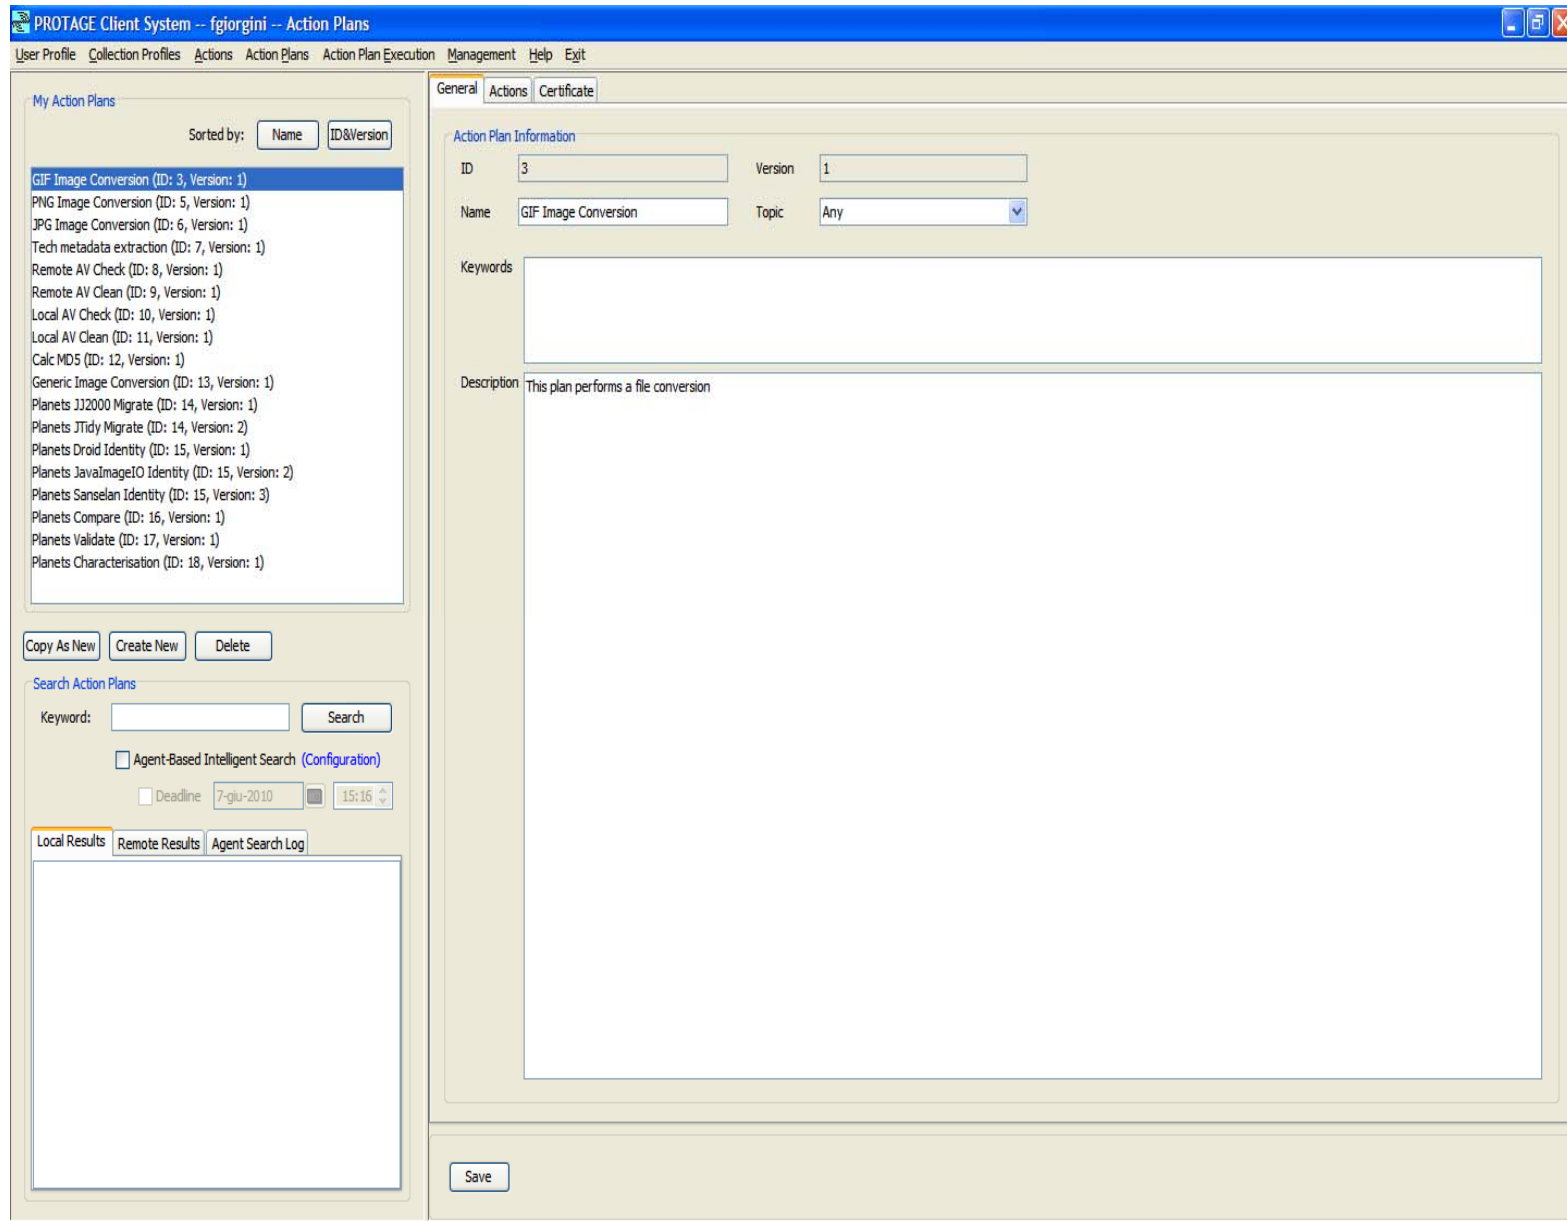 PROTAGE Client System -- fgiorgini -- Action Plans
User Profile Collection Profiles Actions Action Plans Action Plan Execution Management Help Exit
My Action Plans
Sorted by: Name ID&Version
GIF Image Conversion (ID: 3, Version: 1)
PNG Image Conversion (ID: 5, Version: 1)
JPG Image Conversion (ID: 6, Version: 1)
Tech metadata extraction (ID: 7, Version: 1)
Remote AV Check (ID: 8, Version: 1)
Remote AV Clean (ID: 9, Version: 1)
Local AV Check (ID: 10, Version: 1)
Local AV Clean (ID: 11, Version: 1)
Calc MD5 (ID: 12, Version: 1)
Generic Image Conversion (ID: 13, Version: 1)
Planets JJ2000 Migrate (ID: 14, Version: 1)
Planets JTidy Migrate (ID: 14, Version: 2)
Planets Droid Identity (ID: 15, Version: 1)
Planets JavaImageIO Identity (ID: 15, Version: 2)
Planets Sanselan Identity (ID: 15, Version: 3)
Planets Compare (ID: 16, Version: 1)
Planets Validate (ID: 17, Version: 1)
Planets Characterisation (ID: 18, Version: 1)
Copy As New Create New Delete
Search Action Plans
Keyword: Search
Agent-Based Intelligent Search (Configuration)
Deadline 7-giu-2010 15:16
Local Results Remote Results Agent Search Log
General Actions Certificate
Action Plan Information
ID 3 Version 1
Name GIF Image Conversion Topic Any
Keywords
Description This plan performs a file conversion
Save